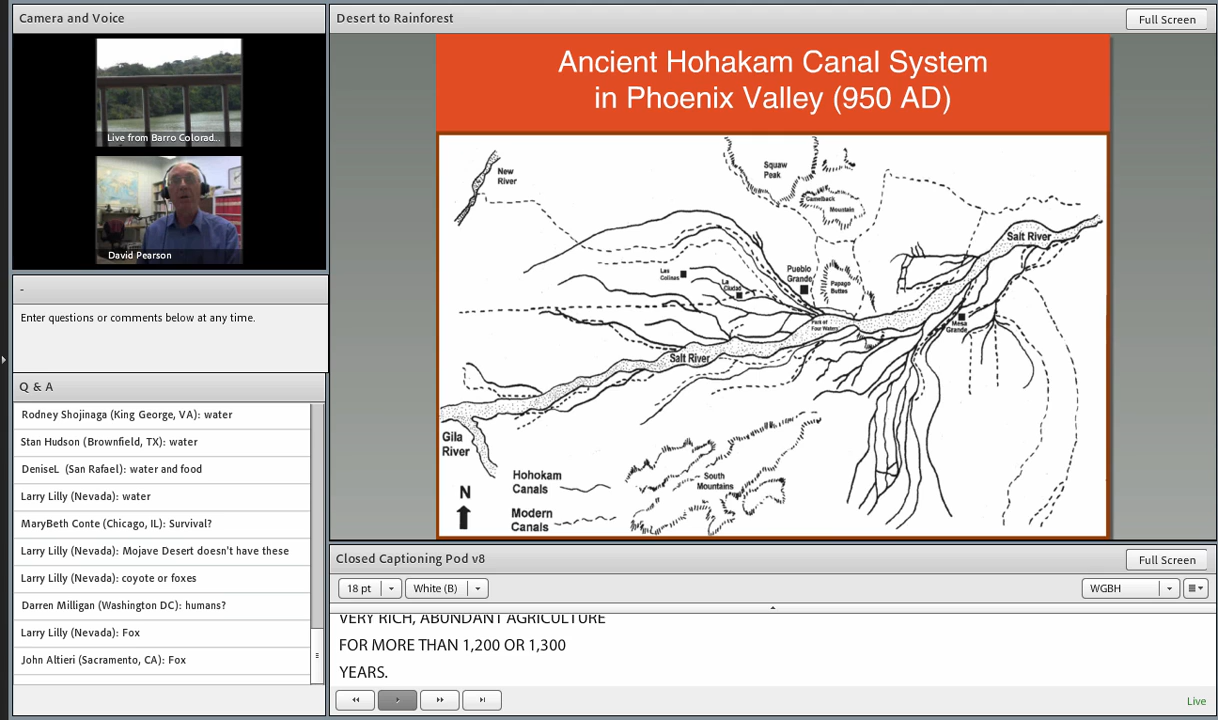 Camera and Voice
Live from Barro Colorad...
David Pearson
-
Enter questions or comments below at any time.
Q & A
Rodney Shojinaga (King George, VA): water
Stan Hudson (Brownfield, TX): water
DeniseL (San Rafael): water and food
Larry Lilly (Nevada): water
MaryBeth Conte (Chicago, IL): Survival?
Larry Lilly (Nevada): Mojave Desert doesn't have these
Larry Lilly (Nevada): coyote or foxes
Darren Milligan (Washington DC): humans?
Larry Lilly (Nevada): Fox
John Altieri (Sacramento, CA): Fox
Desert to Rainforest
Full Screen
Ancient Hohakam Canal System
in Phoenix Valley (950 AD)
New
River
Squaw
Peak
Camelback
Mountain
Salt River
Las
Colinas
La
Ciudad
Pueblo
Grande
Papago
Buttes
Park of
Four Waters
Mesa
Grande
Salt River
Gila
River
South
Mountains
Hohokam
Canals
N
Modern
Canals
Closed Captioning Pod v8
Full Screen
18 pt
White (B)
WGBH
VERY RICH, ABUNDANT AGRICULTURE
FOR MORE THAN 1,200 OR 1,300
YEARS.
Live